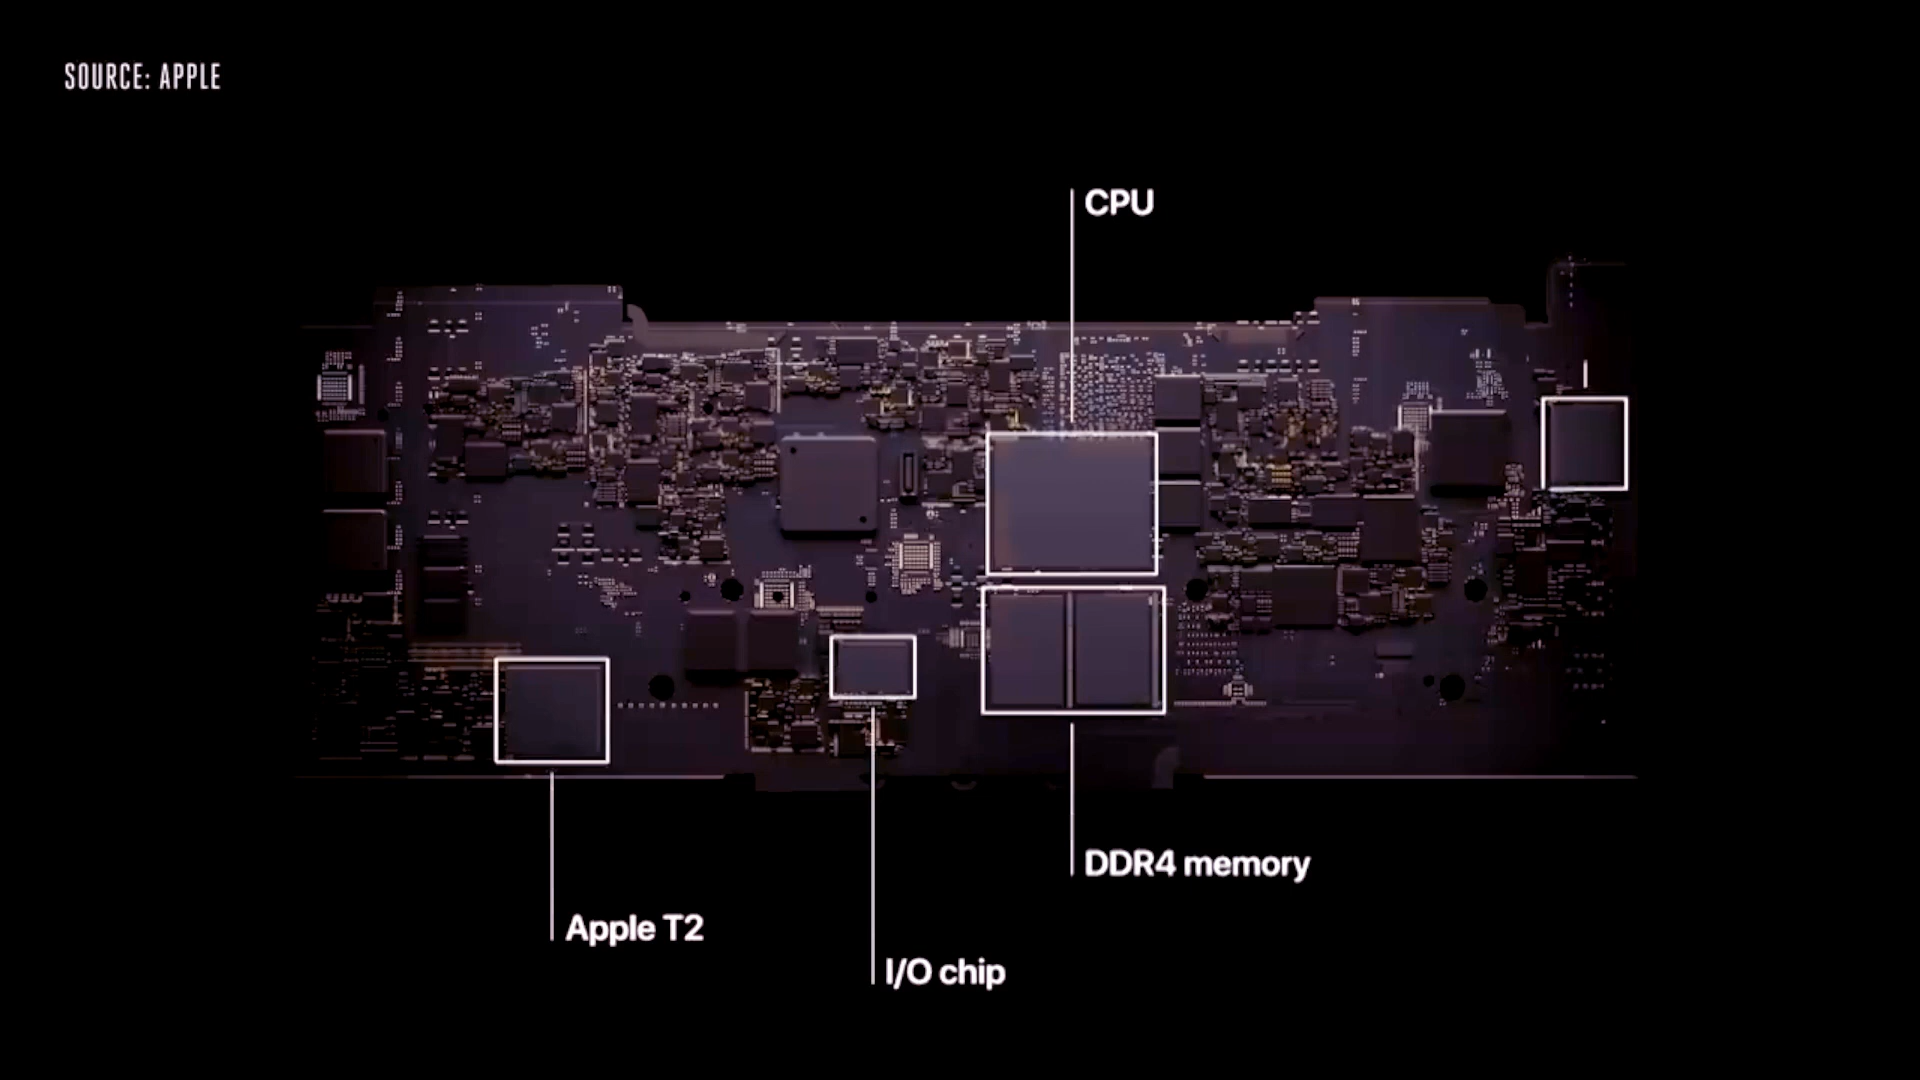 SOURCE: APPLE
CPU
DDR4 memory
Apple T2
I/O chip